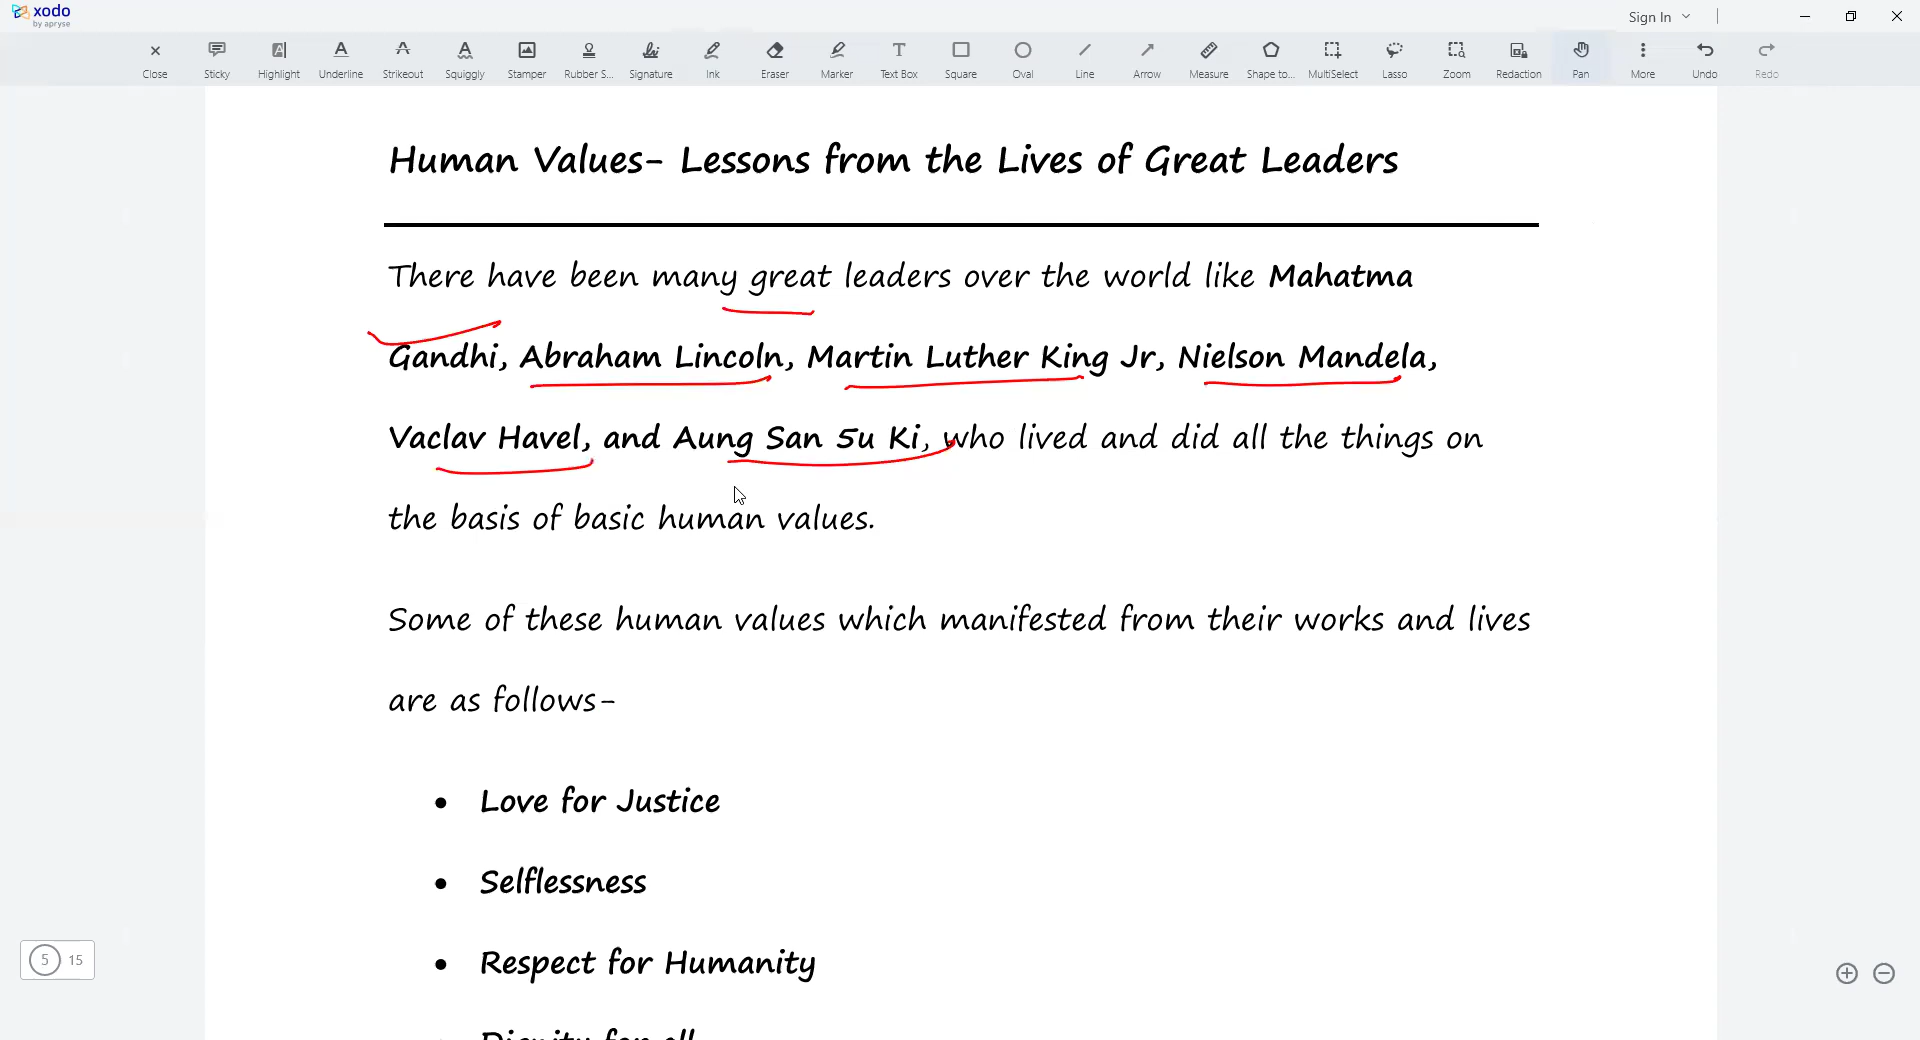 xodo
by apryse
Sign In
Close
Sticky
Highlight
Underline
Strikeout
Squiggly
Stamper
Rubber S...
Signature
Ink
Eraser
Marker
Text Box
Square
Oval
Line
Arrow
Measure
Shape to...
MultiSelect
Lasso
Zoom
Redaction
Pan
More
Undo
Redo
Human Values- Lessons from the Lives of Great Leaders
There have been many great leaders over the world like Mahatma
Gandhi, Abraham Lincoln, Martin Luther King Jr, Nielson Mandela,
Vaclav Havel, and Aung San 5u Ki, who lived and did all the things on
the basis of basic human values.
Some of these human values which manifested from their works and lives
are as follows-
• Love for Justice
• Selflessness
• Respect for Humanity
• Dignity for all
5 15